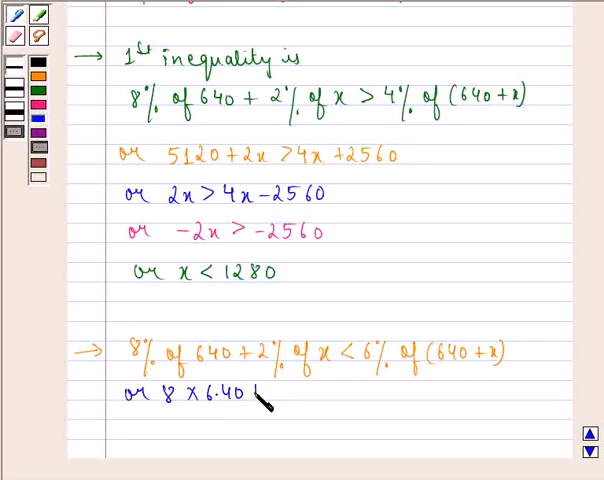 → 1st inequality is
8% of 640 + 2% of x > 4% of (640+x)
or 5120+2x >4x+2560
or 2x > 4x-2560
or -2x > -2560
or x < 1280
→ 8% of 640+2% of x < 6% of (640+x)
or 8 × 6.40